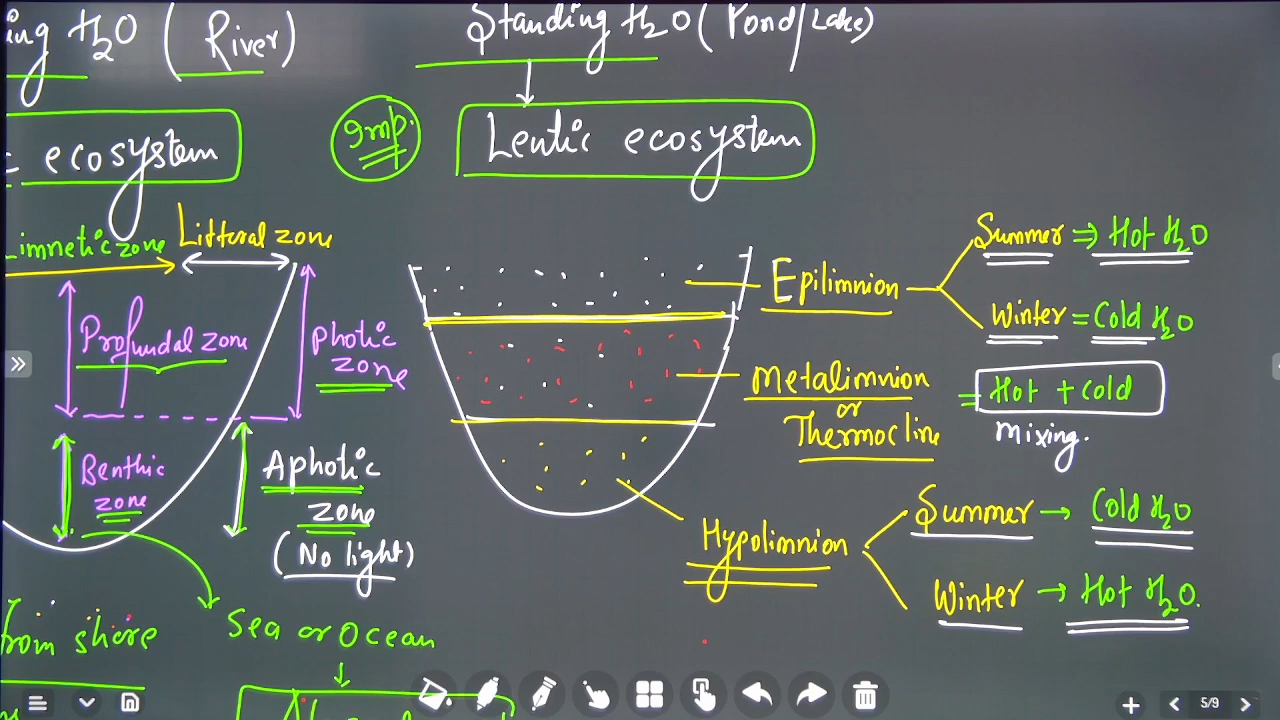 ing H2O ( River )
Standing H2O ( Pond/Lake)
ecosystem
Imp.
Lentic ecosystem
Limnetic zone
Littoral zone
Profundal zone
Photic
zone
Benthic
zone
Aphotic
zone
(No light)
from shore
Sea or Ocean
Epilimnion
Summer ⇒ Hot H2O
Winter = Cold H2O
Metalimnion
or
Thermocline
= Hot + cold
mixing.
Hypolimnion
Summer → Cold H2O
Winter → Hot H2O.
5/9